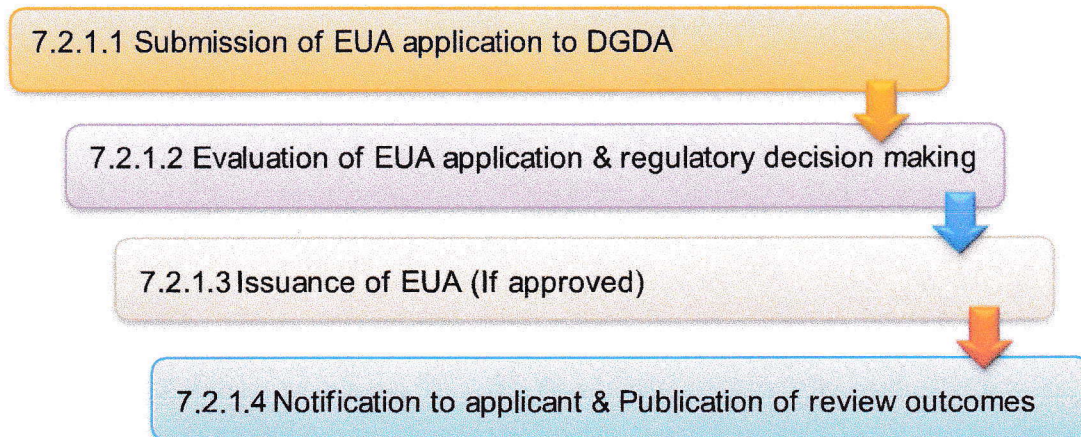 7.2.1.1 Submission of EUA application to DGDA
7.2.1.2 Evaluation of EUA application & regulatory decision making
7.2.1.3 Issuance of EUA (If approved)
7.2.1.4 Notification to applicant & Publication of review outcomes